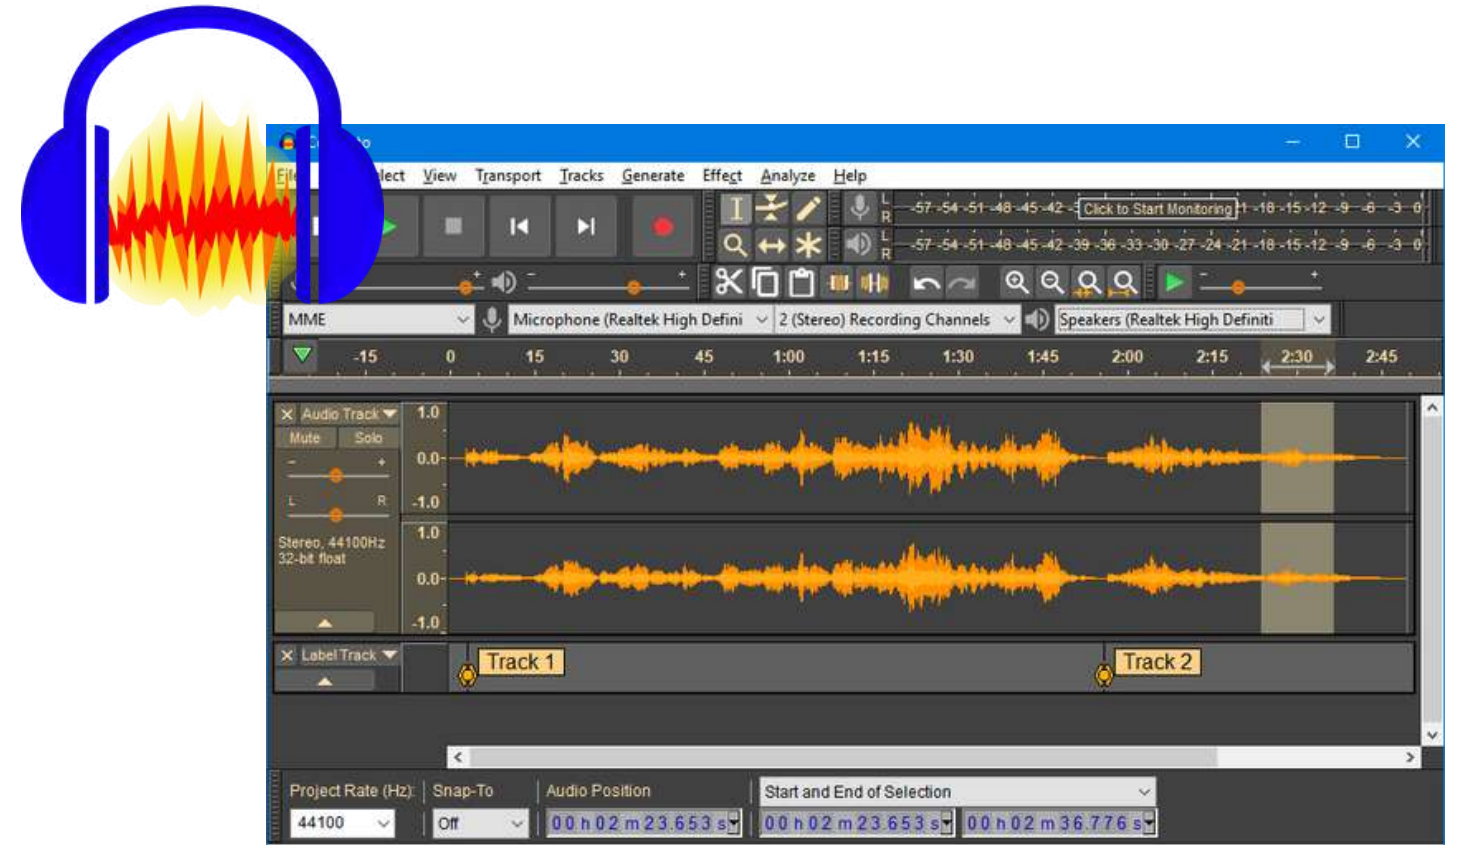 File lect View Transport Tracks Generate Effect Analyze Help
L R -57 -54 -51 -48 -45 -42 Click to Start Monitoring -18 -15 -12 -9 -6 -3 0
L R -57 -54 -51 -48 -45 -42 -39 -36 -33 -30 -27 -24 -21 -18 -15 -12 -9 -6 -3 0
MME Microphone (Realtek High Defini 2 (Stereo) Recording Channels Speakers (Realtek High Definiti
-15 0 15 30 45 1:00 1:15 1:30 1:45 2:00 2:15 2:30 2:45
× Audio Track 1.0
Mute Solo
- + 0.0
L R -1.0
1.0
Stereo, 44100Hz
32-bit float
0.0
-1.0
× Label Track Track 1 Track 2
Project Rate (Hz): Snap-To Audio Position Start and End of Selection
44100 Off 00 h 02 m 23.653 s 00 h 02 m 23.653 s 00 h 02 m 36.776 s